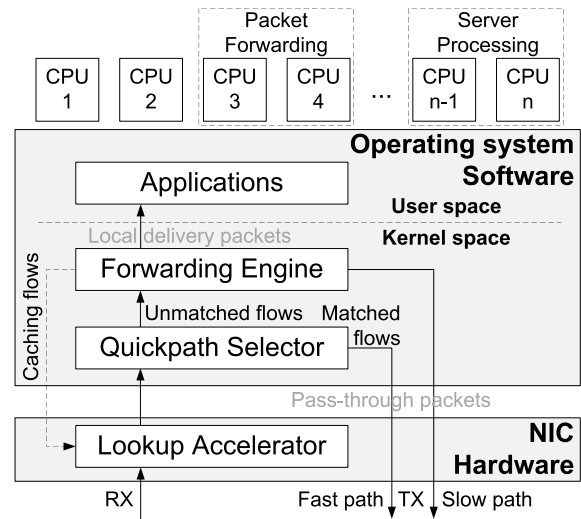 Packet
Forwarding
Server
Processing
CPU
1
CPU
2
CPU
3
CPU
4
...
CPU
n-1
CPU
n
Operating system
Software
Applications
User space
Local delivery packets
Kernel space
Forwarding Engine
Caching flows
Unmatched flows
Matched
flows
Quickpath Selector
Pass-through packets
NIC
Hardware
Lookup Accelerator
RX
Fast path
TX
Slow path